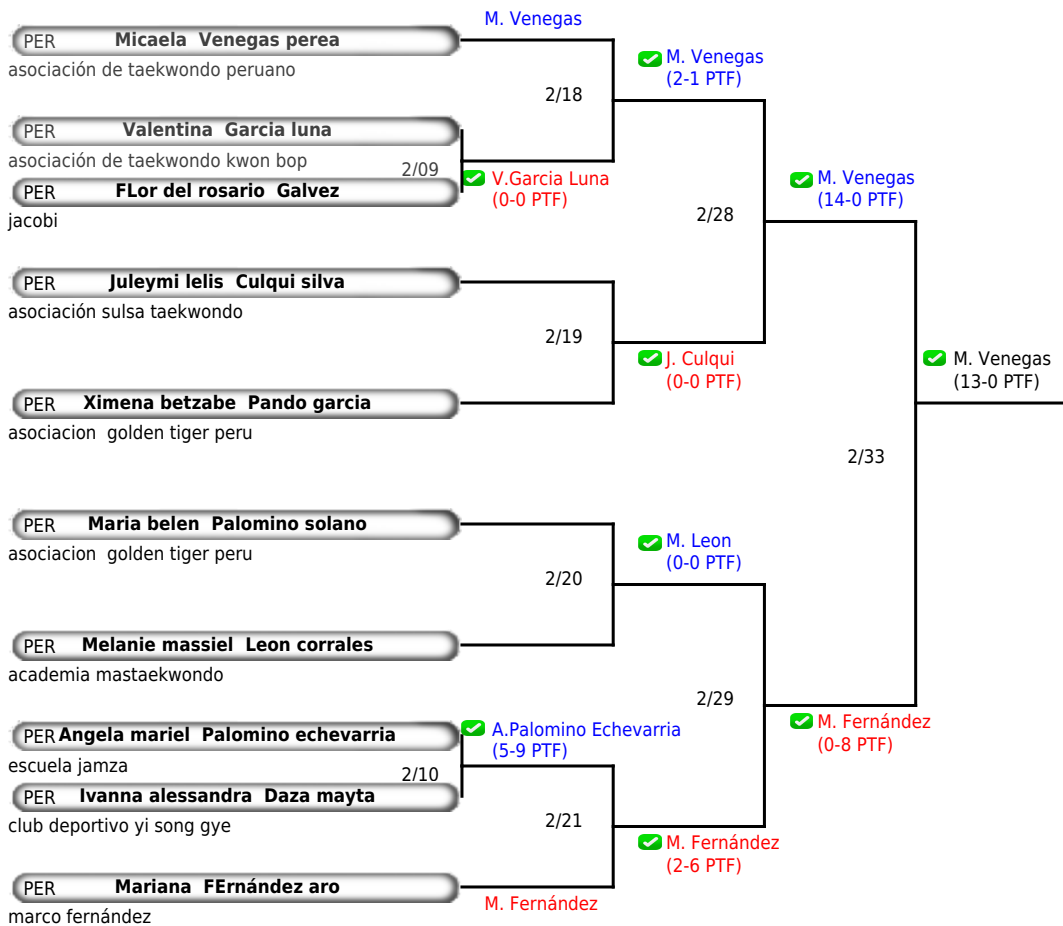 M. Venegas
PER Micaela Venegas perea
asociación de taekwondo peruano
M. Venegas
(2-1 PTF)
2/18
PER Valentina Garcia luna
asociación de taekwondo kwon bop
2/09
PER FLor del rosario Galvez
jacobi
V.Garcia Luna
(0-0 PTF)
M. Venegas
(14-0 PTF)
2/28
PER Juleymi lelis Culqui silva
asociación sulsa taekwondo
2/19
J. Culqui
(0-0 PTF)
PER Ximena betzabe Pando garcia
asociacion golden tiger peru
M. Venegas
(13-0 PTF)
2/33
PER Maria belen Palomino solano
asociacion golden tiger peru
M. Leon
(0-0 PTF)
2/20
PER Melanie massiel Leon corrales
academia mastaekwondo
2/29
M. Fernández
(0-8 PTF)
PER Angela mariel Palomino echevarria
escuela jamza
A.Palomino Echevarria
(5-9 PTF)
2/10
PER Ivanna alessandra Daza mayta
club deportivo yi song gye
2/21
M. Fernández
(2-6 PTF)
PER Mariana FErnández aro
marco fernández
M. Fernández